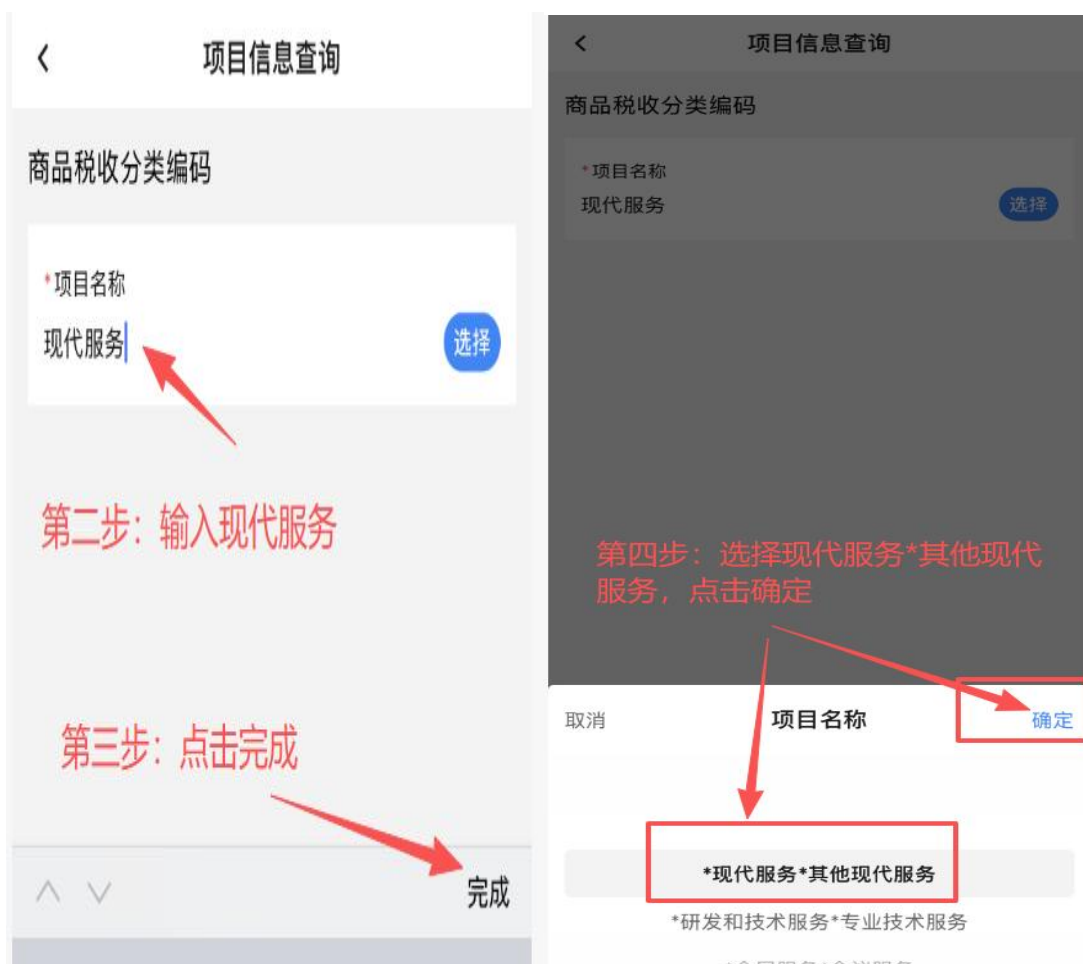 项目信息查询
商品税收分类编码
*项目名称
现代服务
选择
第二步：输入现代服务
第三步：点击完成
完成
项目信息查询
商品税收分类编码
*项目名称
现代服务
选择
第四步：选择现代服务*其他现代
服务，点击确定
取消
项目名称
确定
*现代服务*其他现代服务
*研发和技术服务*专业技术服务